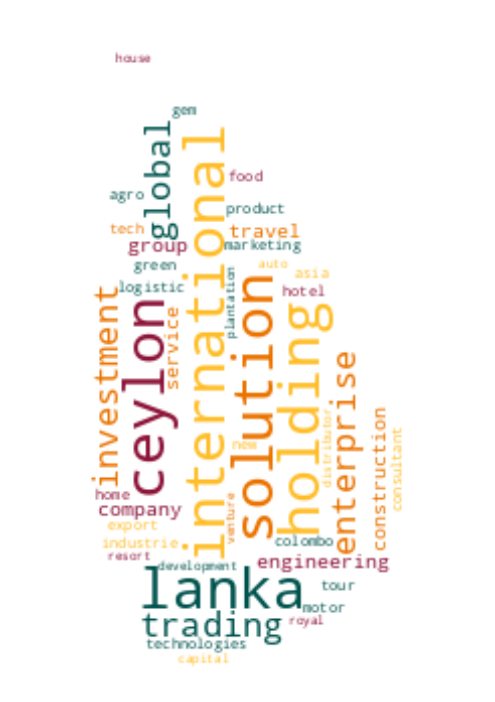 house
gem
global
international
food
agro
product
tech
travel
group
marketing
green
auto
asia
logistic
plantation
hotel
investment
ceylon
service
solution
holding
enterprise
distributor
construction
consultant
new
home
venture
company
export
colombo
industrie
resort
engineering
development
lanka
tour
motor
trading
royal
technologies
capital